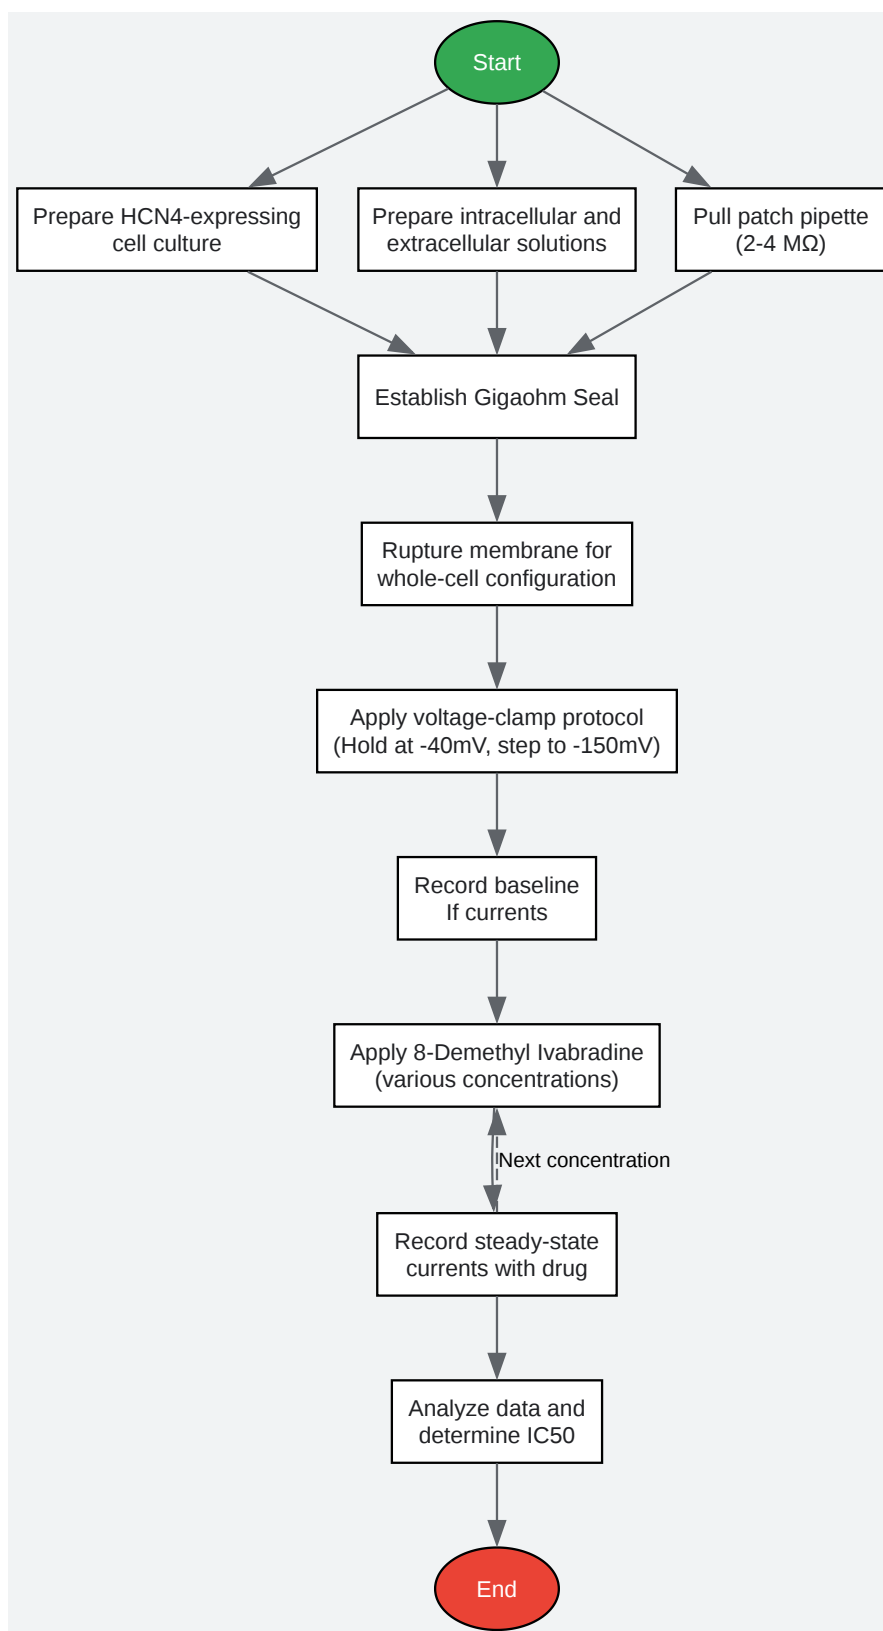 Start
Prepare HCN4-expressing
cell culture
Prepare intracellular and
extracellular solutions
Pull patch pipette
(2-4 MΩ)
Establish Gigaohm Seal
Rupture membrane for
whole-cell configuration
Apply voltage-clamp protocol
(Hold at -40mV, step to -150mV)
Record baseline
If currents
Apply 8-Demethyl Ivabradine
(various concentrations)
Next concentration
Record steady-state
currents with drug
Analyze data and
determine IC50
End